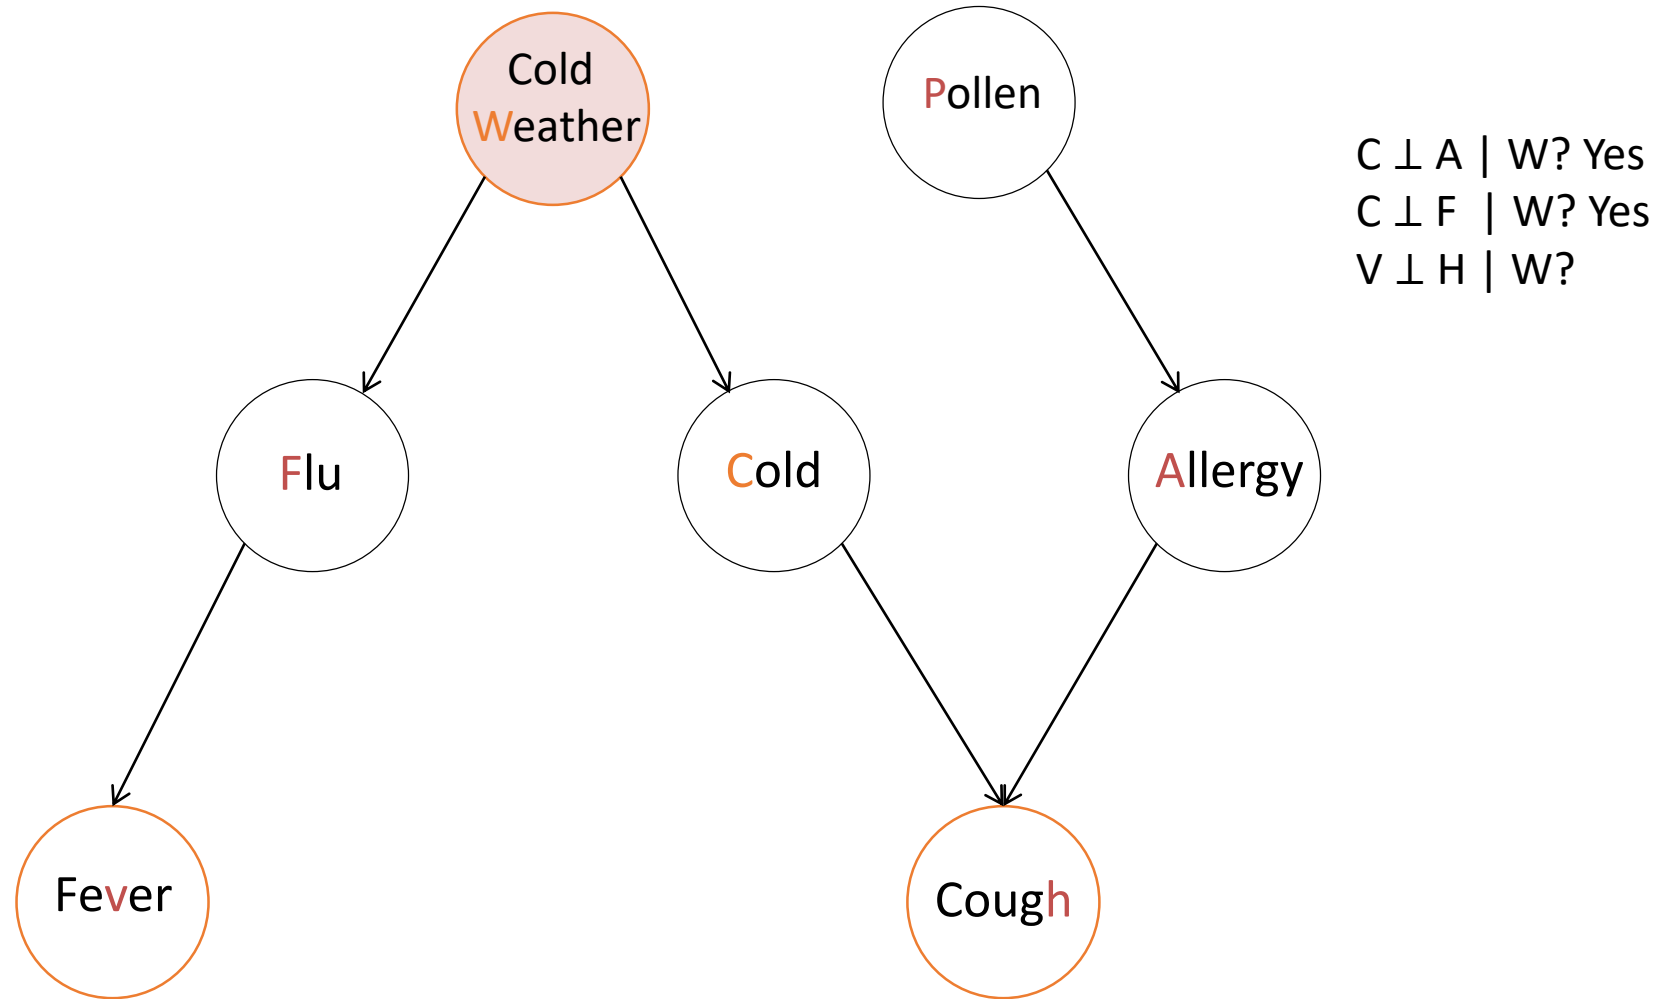 Cold
Weather
Pollen
C ⊥ A | W? Yes
C ⊥ F | W? Yes
V ⊥ H | W?
Flu
Cold
Allergy
Fever
Cough